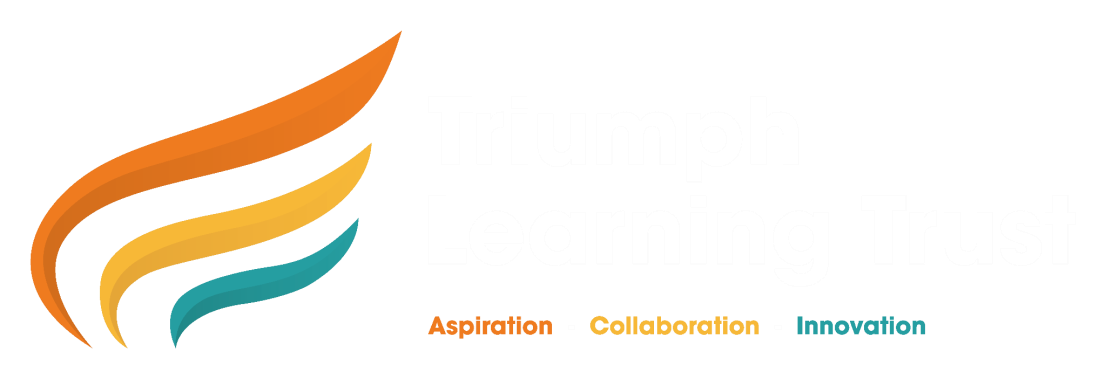 Triumph
Learning Trust
Aspiration Collaboration Innovation